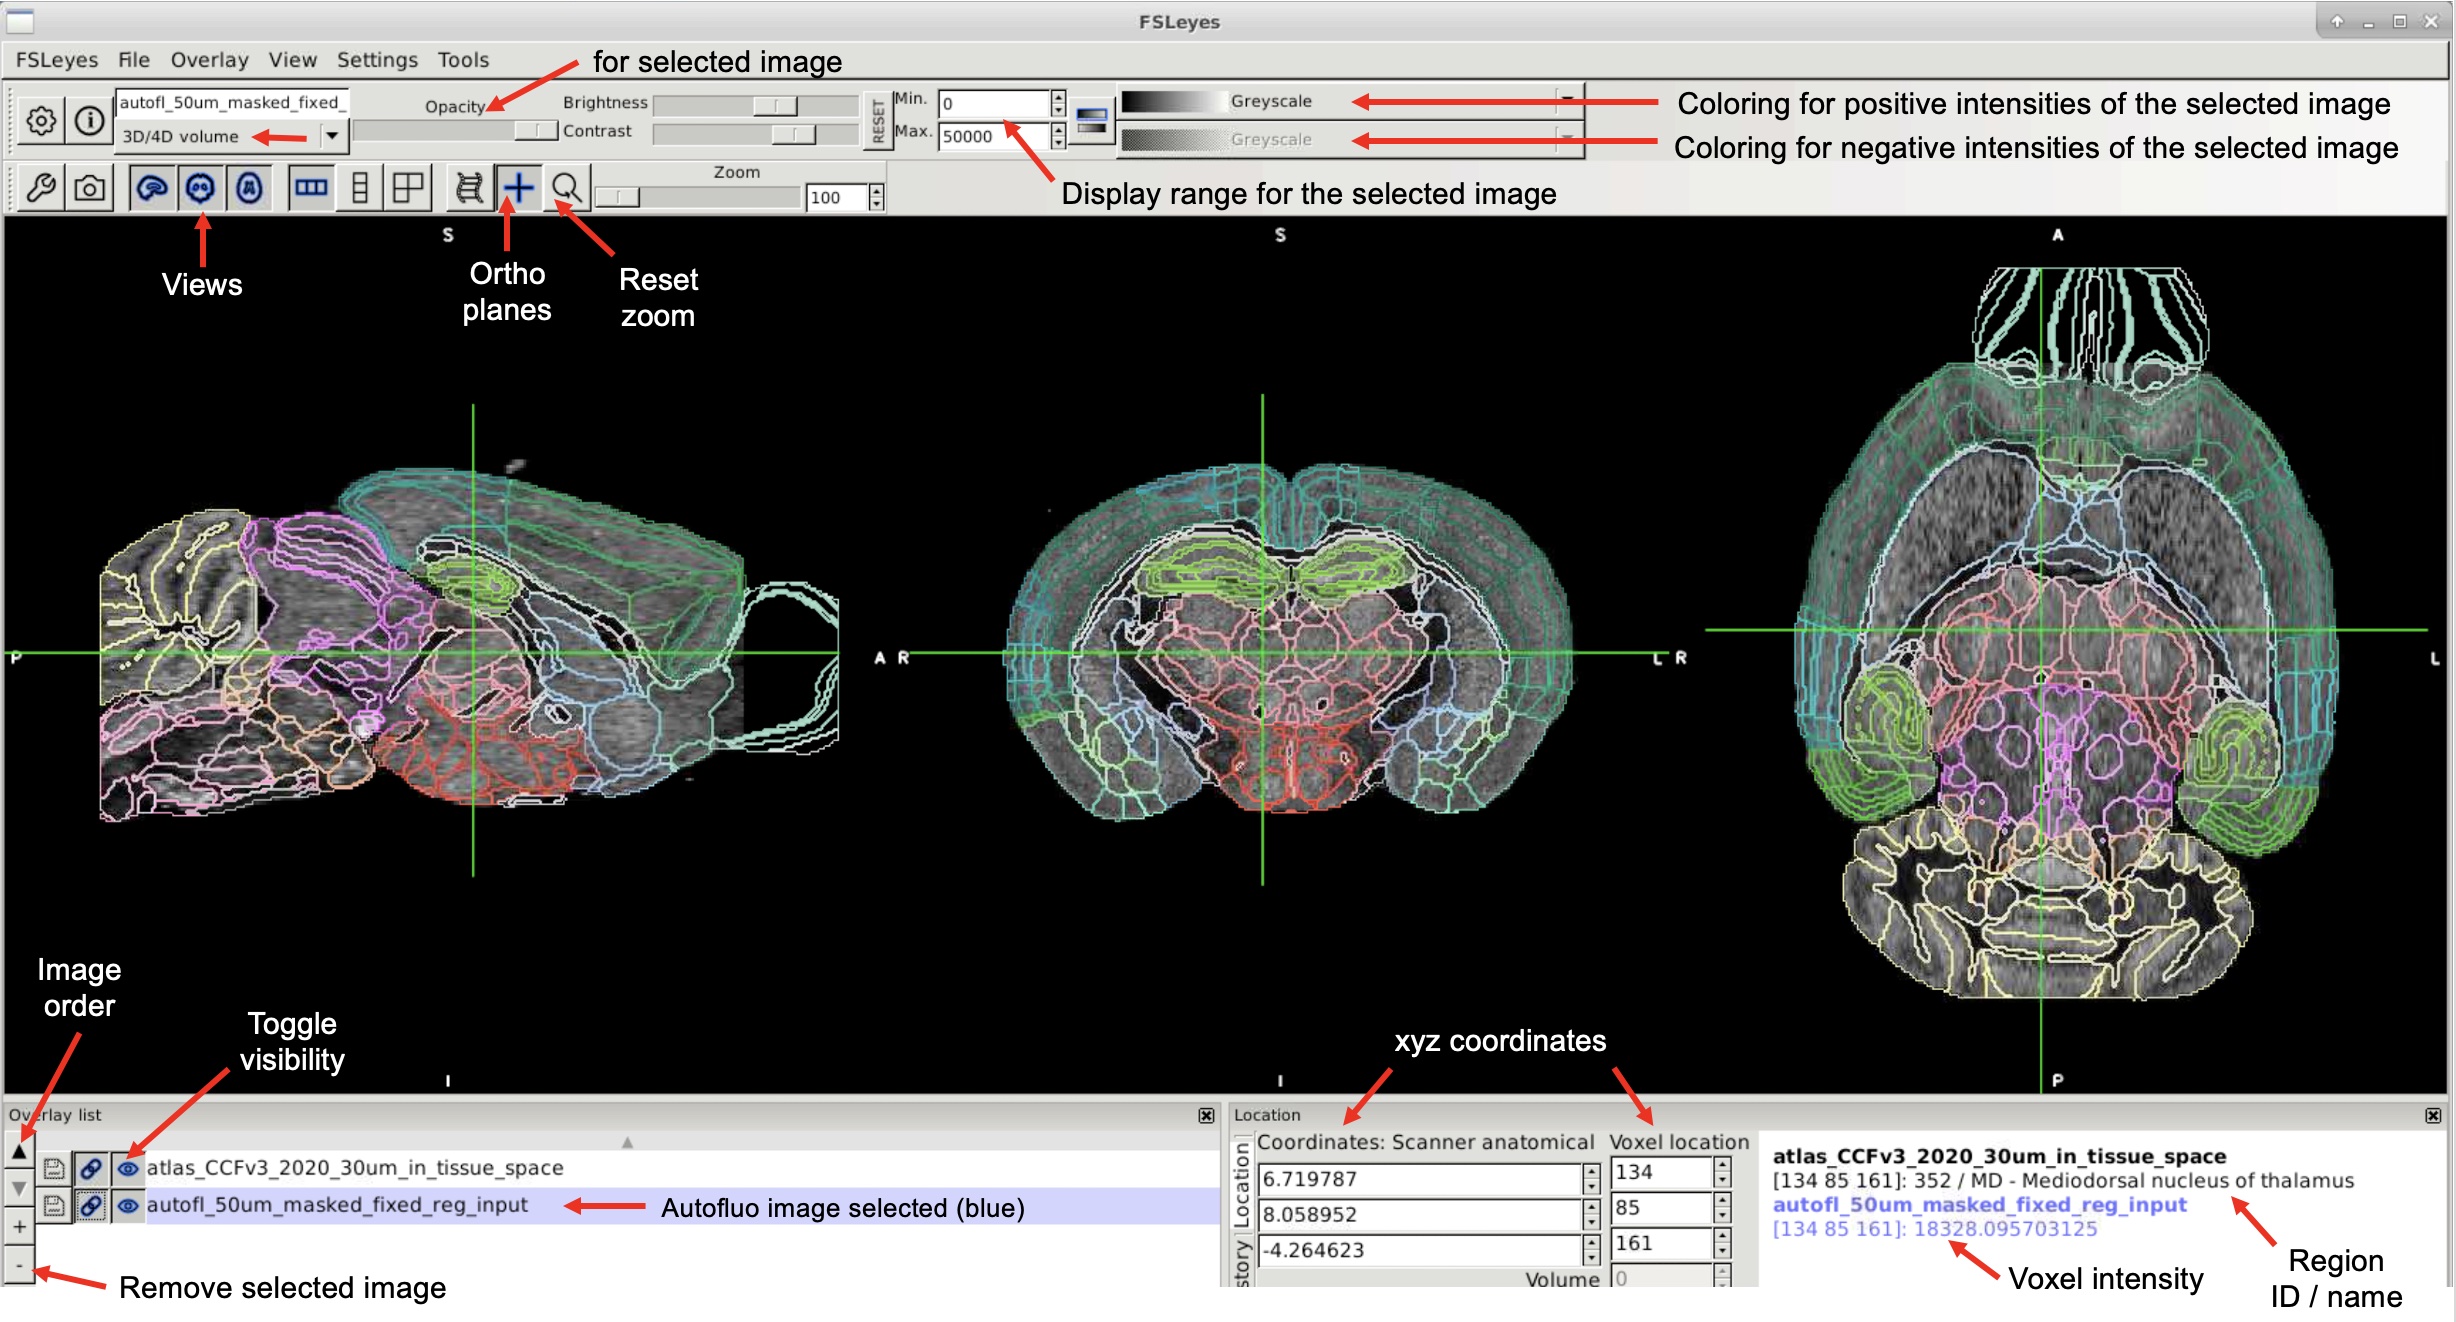 FSLeyes
FSLeyes File Overlay View Settings Tools
for selected image
autofl_50um_masked_fixed_
3D/4D volume
Opacity
Brightness
Contrast
RESET
Min. 0
Max. 50000
Greyscale
Greyscale
Coloring for positive intensities of the selected image
Coloring for negative intensities of the selected image
Display range for the selected image
Zoom
100
Views
Ortho
planes
Reset
zoom
S
S
A
P
A R
L R
L
I
I
P
Image
order
Toggle
visibility
xyz coordinates
Overlay list
atlas_CCFv3_2020_30um_in_tissue_space
autofl_50um_masked_fixed_reg_input
Autofluo image selected (blue)
+
-
Remove selected image
Location
Location
story
Coordinates: Scanner anatomical
6.719787
8.058952
-4.264623
Volume
Voxel location
134
85
161
0
atlas_CCFv3_2020_30um_in_tissue_space
[134 85 161]: 352 / MD - Mediodorsal nucleus of thalamus
autofl_50um_masked_fixed_reg_input
[134 85 161]: 18328.095703125
Voxel intensity
Region
ID / name